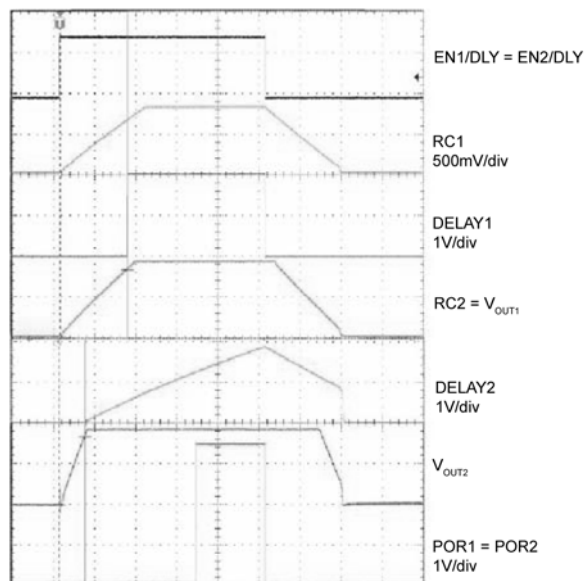 U
EN1/DLY = EN2/DLY
RC1
500mV/div
DELAY1
1V/div
RC2 = VOUT1
DELAY2
1V/div
VOUT2
POR1 = POR2
1V/div